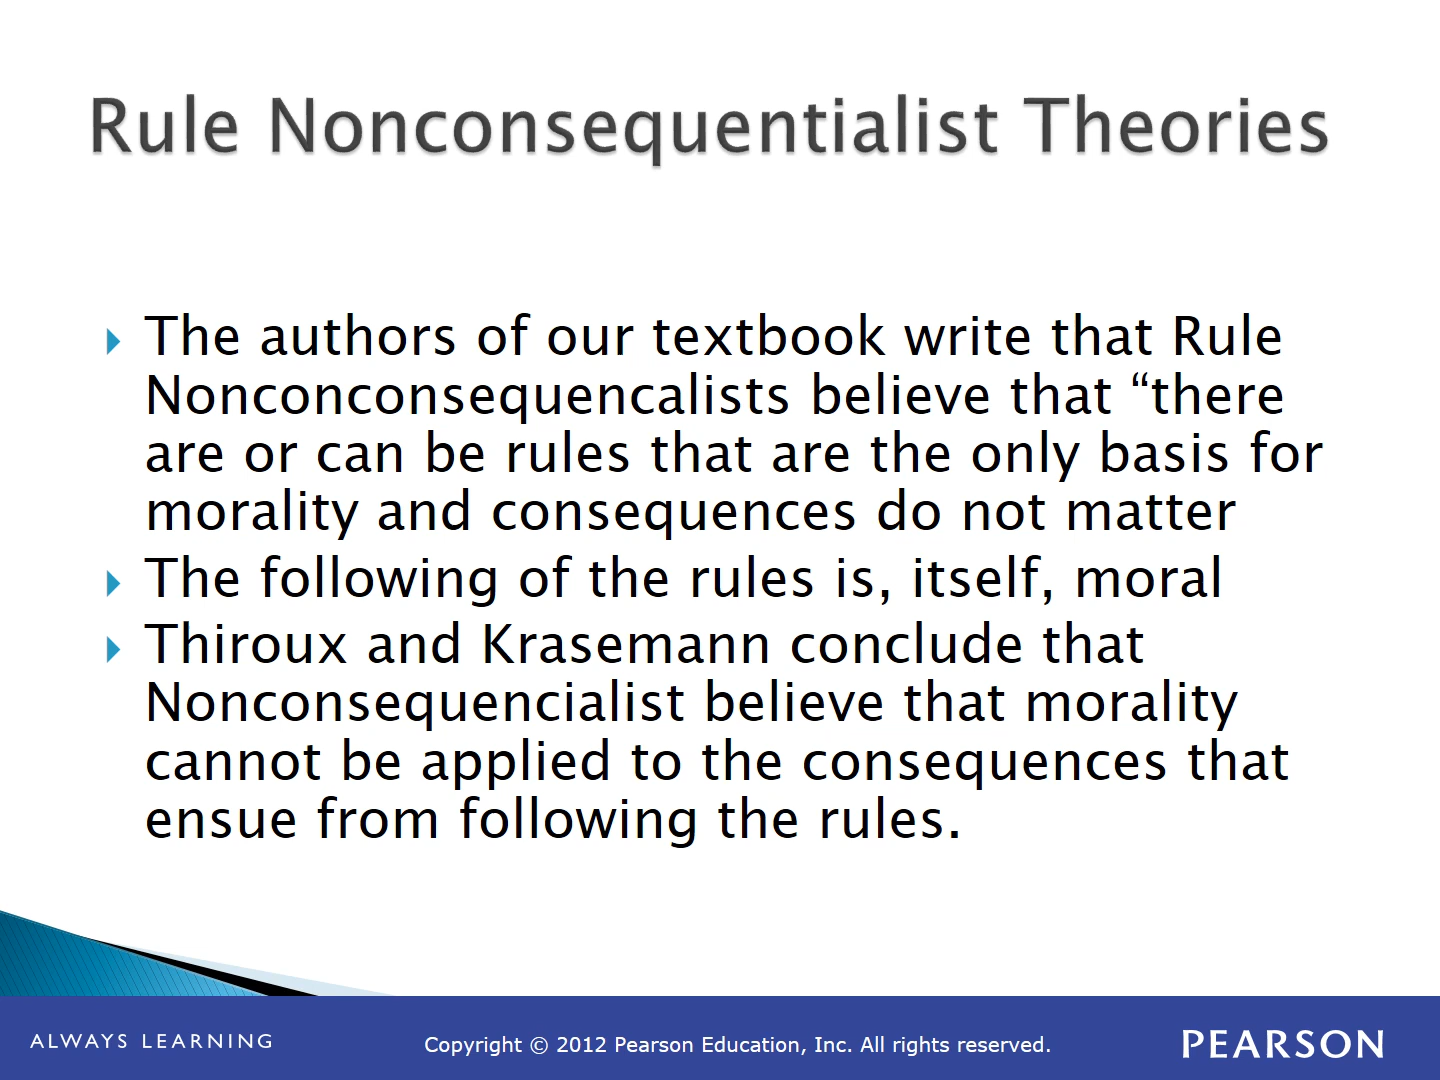 Rule Nonconsequentialist Theories
The authors of our textbook write that Rule
Nonconconsequencalists believe that “there
are or can be rules that are the only basis for
morality and consequences do not matter
The following of the rules is, itself, moral
Thiroux and Krasemann conclude that
Nonconsequencialist believe that morality
cannot be applied to the consequences that
ensue from following the rules.
ALWAYS LEARNING
Copyright © 2012 Pearson Education, Inc. All rights reserved.
PEARSON